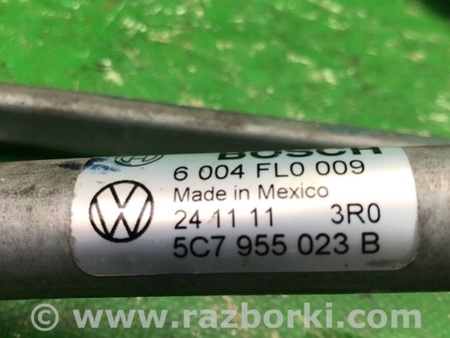 BOSCH
6 004 FL0 009
Made in Mexico
24 11 11 3R0
5C7 955 023 B
© www.razborki.com